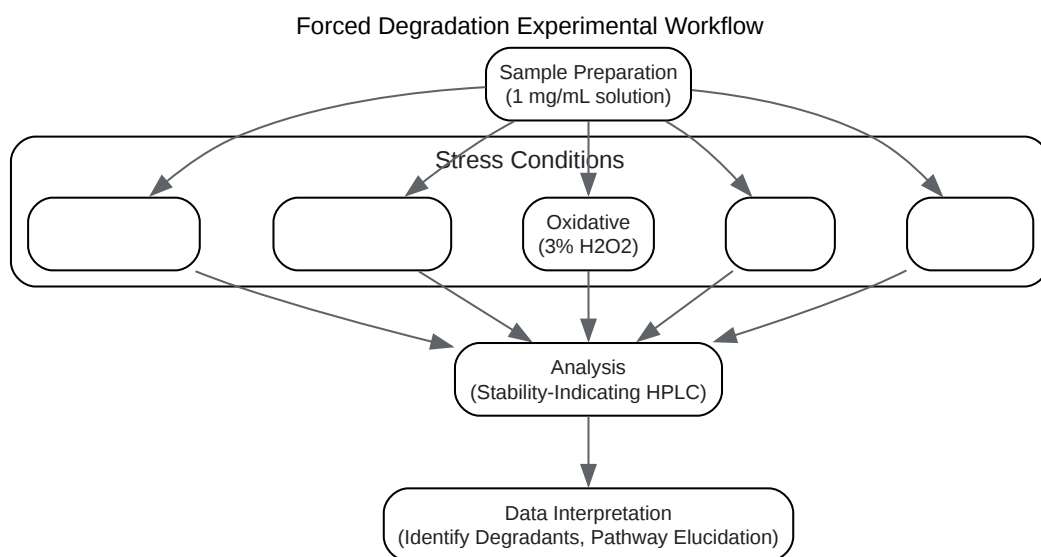 Forced Degradation Experimental Workflow
Sample Preparation
(1 mg/mL solution)
Stress Conditions
Oxidative
(3% H2O2)
Analysis
(Stability-Indicating HPLC)
Data Interpretation
(Identify Degradants, Pathway Elucidation)